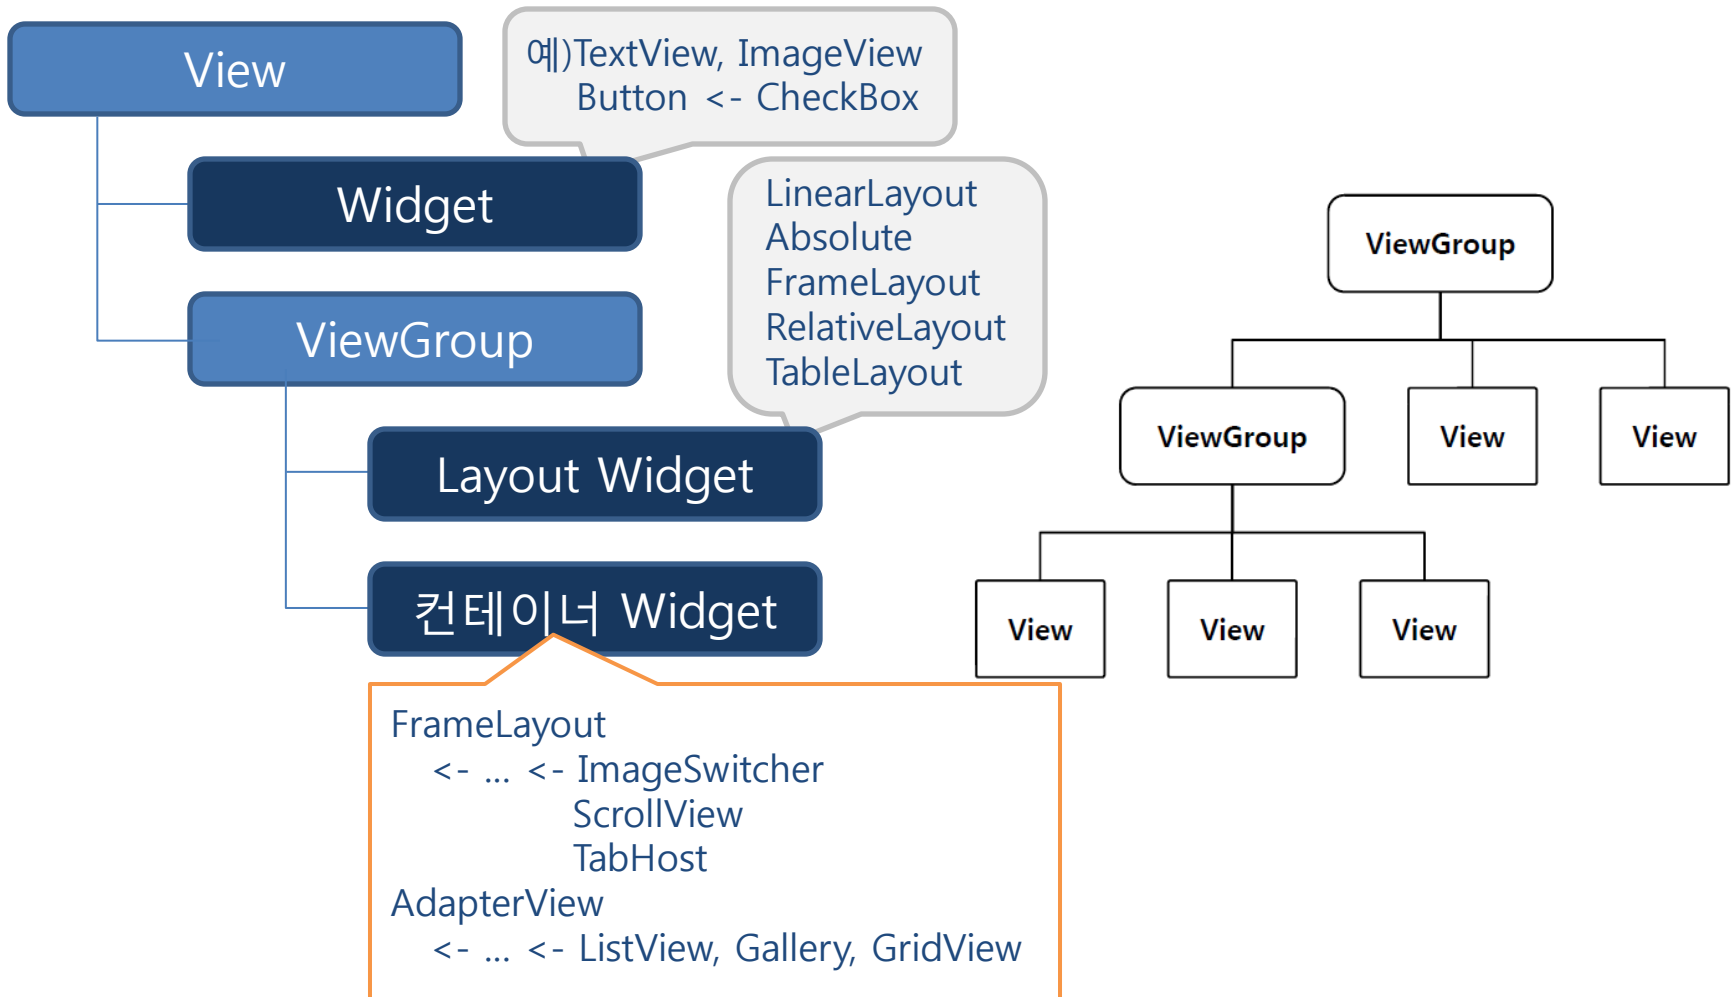 View
예)TextView, ImageView
Button <- CheckBox
Widget
LinearLayout
Absolute
FrameLayout
RelativeLayout
TableLayout
ViewGroup
Layout Widget
컨테이너 Widget
FrameLayout
<- ... <- ImageSwitcher
ScrollView
TabHost
AdapterView
<- ... <- ListView, Gallery, GridView
ViewGroup
ViewGroup
View
View
View
View
View